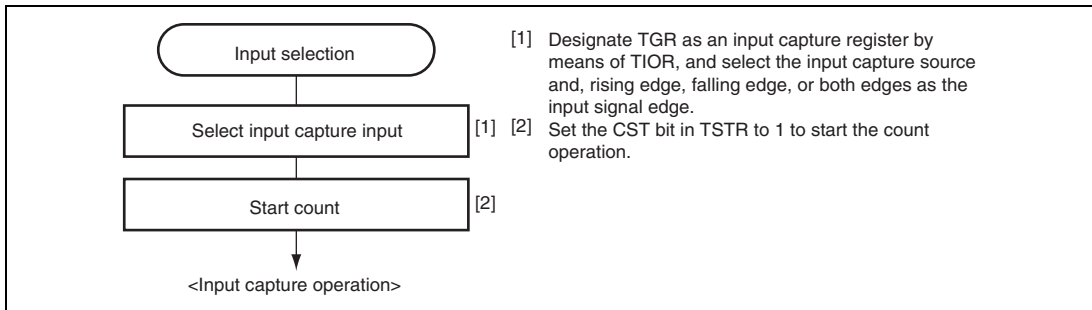 Input selection
Select input capture input
[1]
Start count
[2]
<Input capture operation>
[1] Designate TGR as an input capture register by
means of TIOR, and select the input capture source
and, rising edge, falling edge, or both edges as the
input signal edge.
[2] Set the CST bit in TSTR to 1 to start the count
operation.